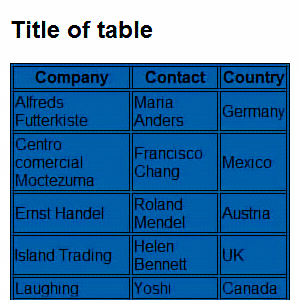 Title of table
Company Contact Country
Alfreds Futterkiste Maria Anders Germany
Centro comercial Moctezuma Francisco Chang Mexico
Ernst Handel Roland Mendel Austria
Island Trading Helen Bennett UK
Laughing Yoshi Canada